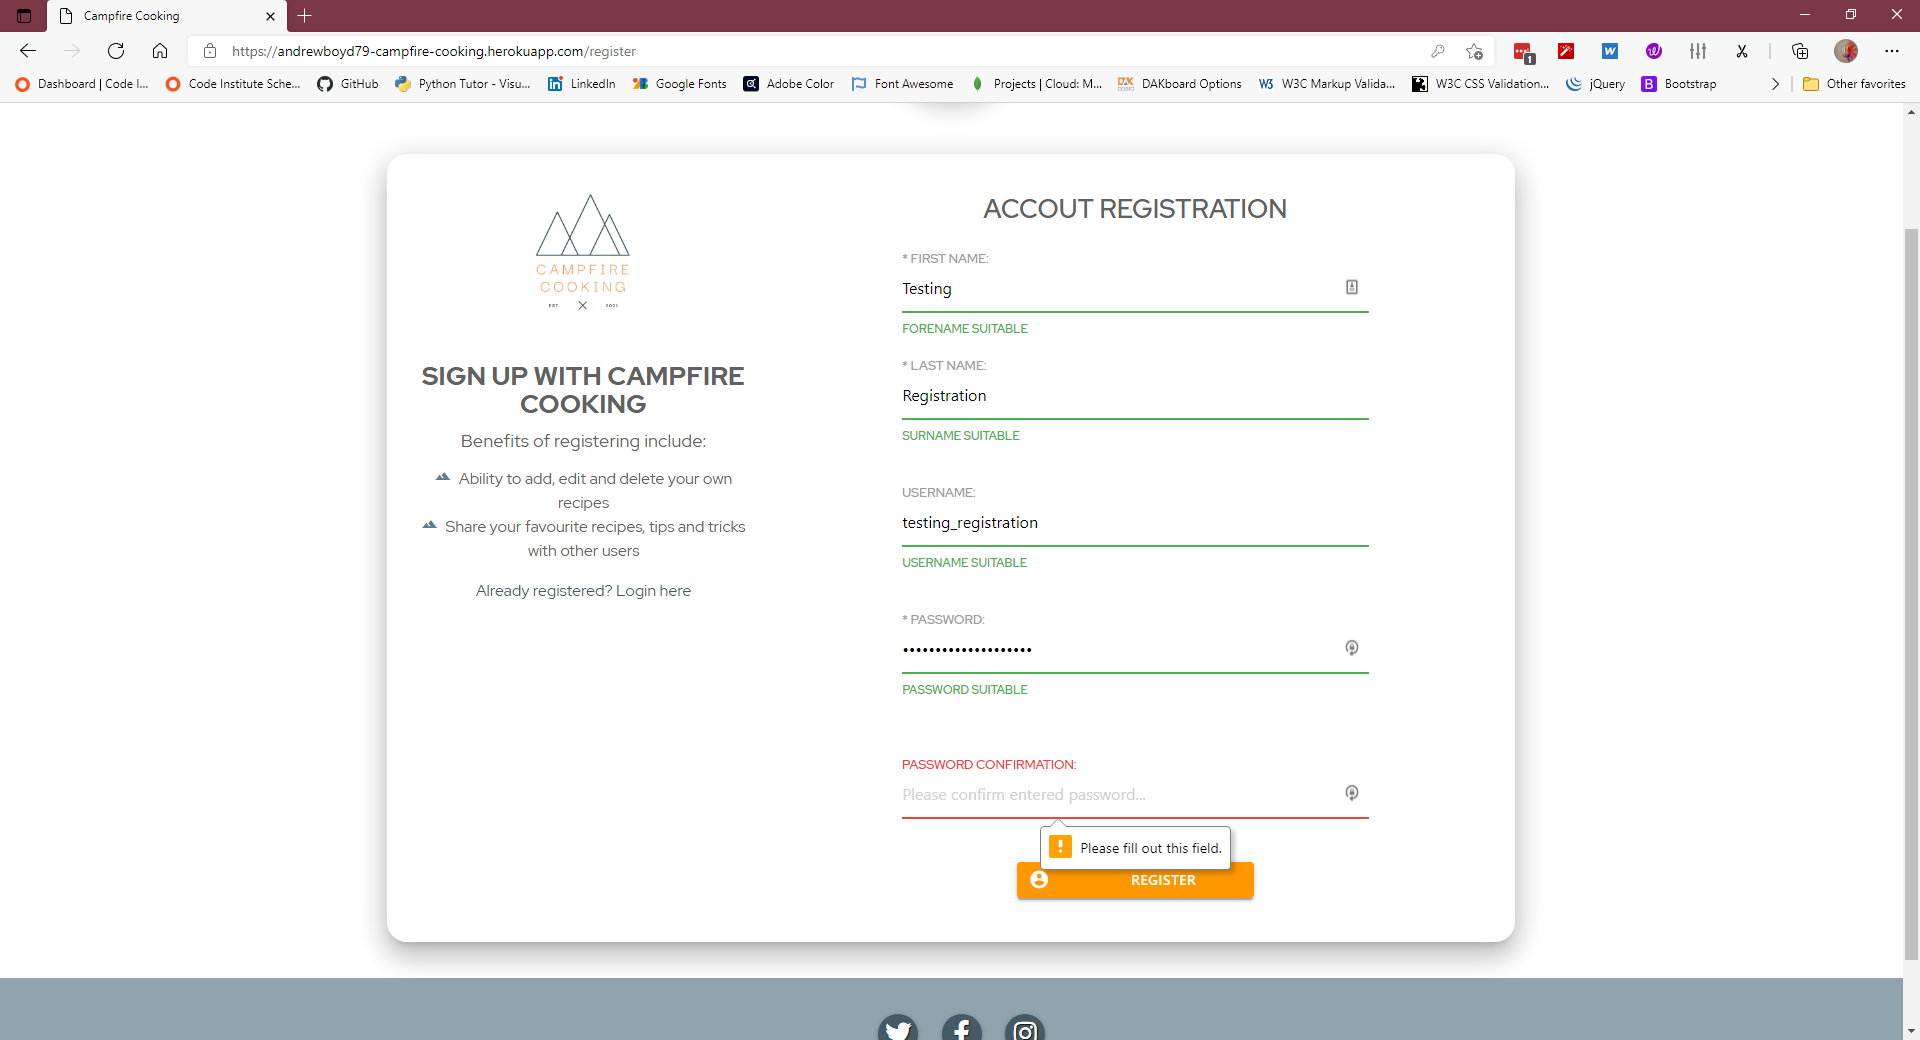 Campfire Cooking
https://andrewboyd79-campfire-cooking.herokuapp.com/register
1
Dashboard | Code I...
Code Institute Sche...
GitHub
Python Tutor - Visu...
LinkedIn
Google Fonts
Adobe Color
Font Awesome
Projects | Cloud: M...
DAKboard Options
W3C Markup Valida...
W3C CSS Validation...
jQuery
Bootstrap
Other favorites
CAMPFIRE
COOKING
EST. 2021
SIGN UP WITH CAMPFIRE
COOKING
Benefits of registering include:
Ability to add, edit and delete your own
recipes
Share your favourite recipes, tips and tricks
with other users
Already registered? Login here
ACCOUT REGISTRATION
* FIRST NAME:
Testing
FORENAME SUITABLE
* LAST NAME:
Registration
SURNAME SUITABLE
USERNAME:
testing_registration
USERNAME SUITABLE
* PASSWORD:
••••••••••••••••••••
PASSWORD SUITABLE
PASSWORD CONFIRMATION:
Please confirm entered password...
Please fill out this field.
REGISTER